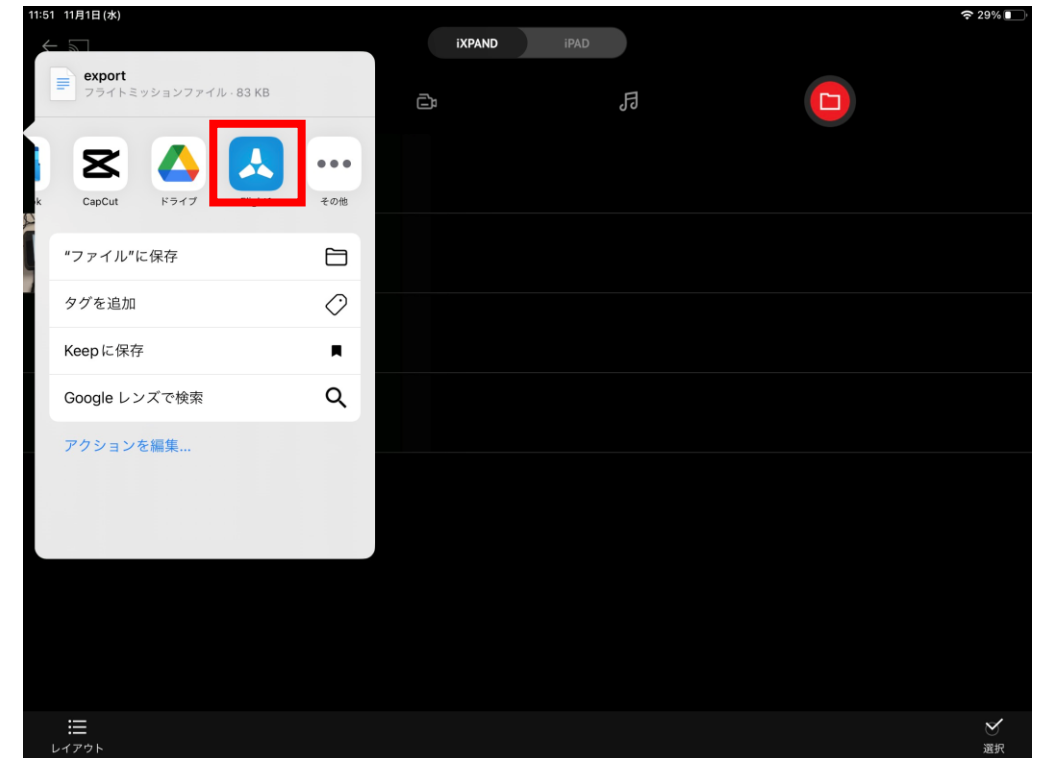 11:51 11月1日(水)
29%
iXPAND iPAD
export
フライトミッションファイル · 83 KB
k
CapCut
ドライブ
その他
"ファイル"に保存
タグを追加
Keepに保存
Google レンズで検索
アクションを編集...
レイアウト
選択